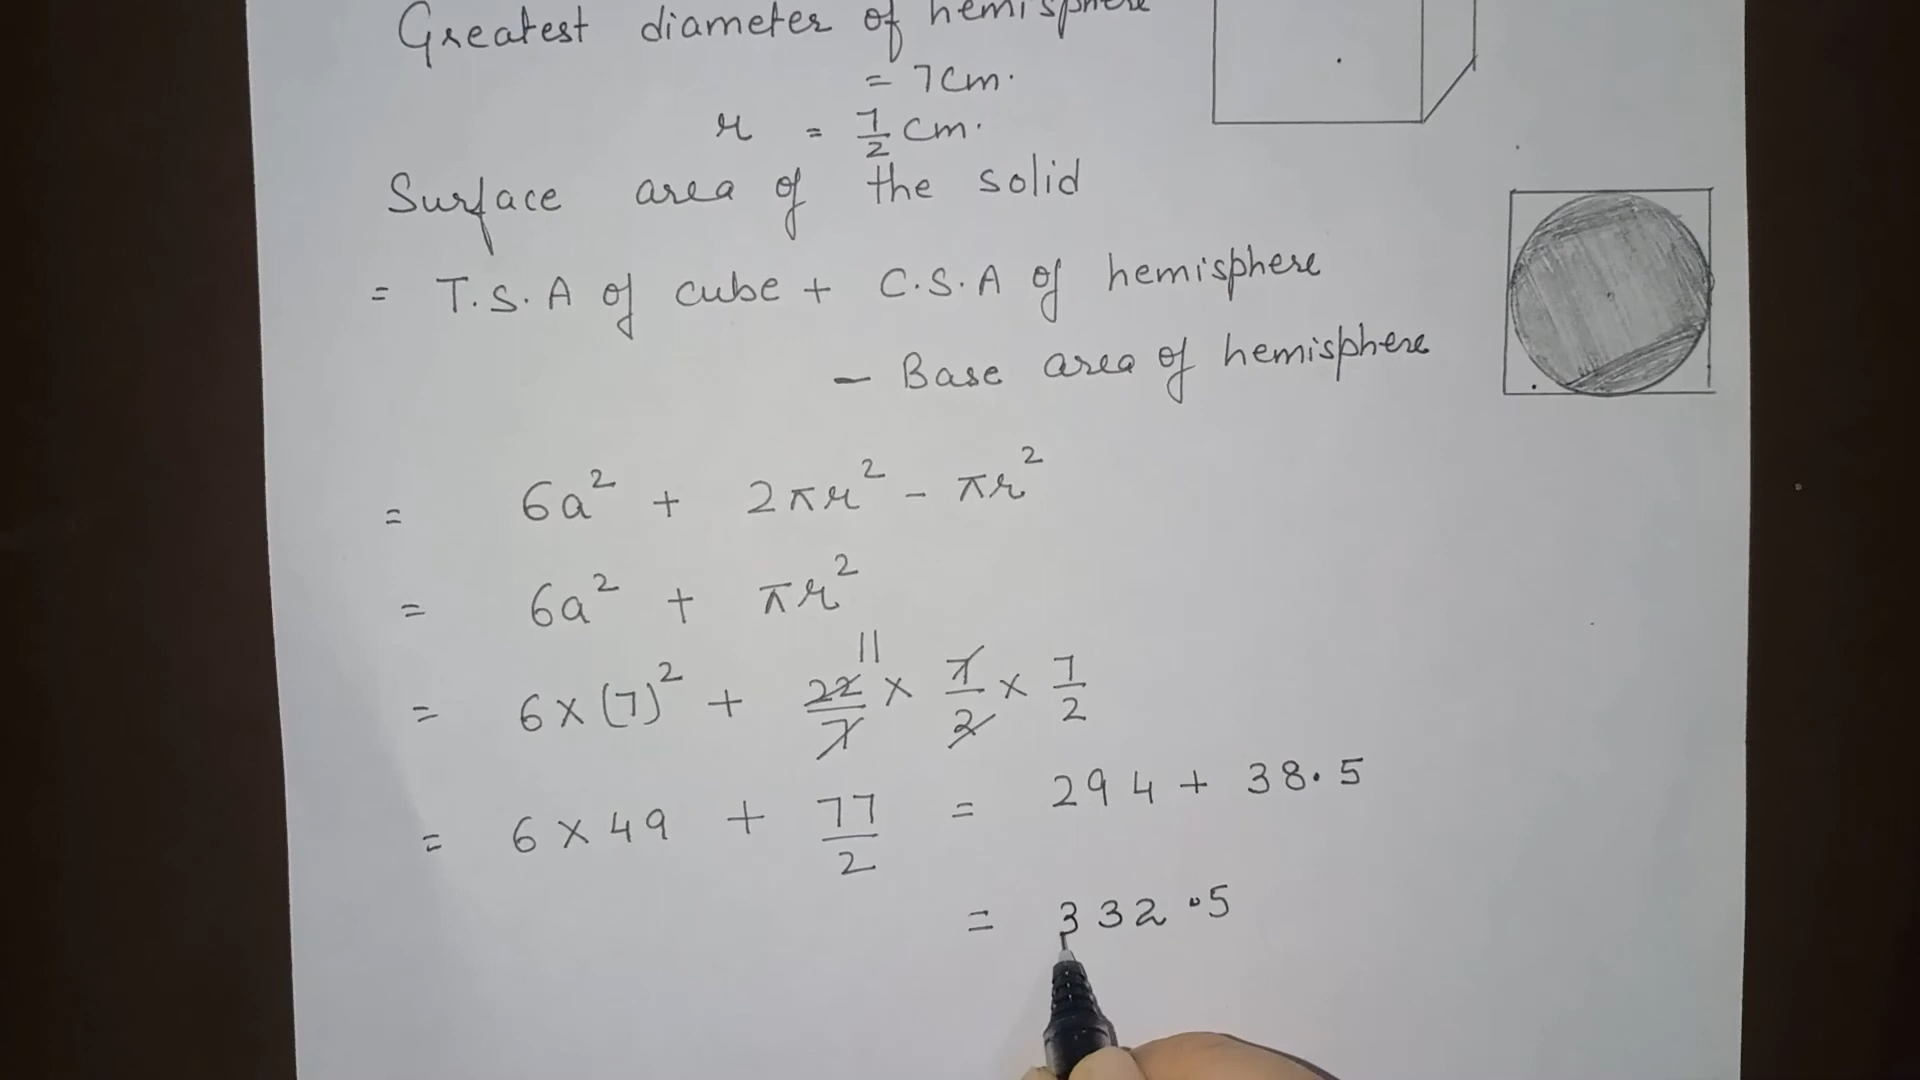 Greatest diameter of hemisphere
= 7cm.
r = 7/2 cm.
Surface area of the solid
= T.S.A of cube + C.S.A of hemisphere
- Base area of hemisphere
= 6a² + 2πr² - πr²
= 6a² + πr²
11
= 6 × (7)² + 22/7 × 7/2 × 7/2
= 6 × 49 + 77/2 = 294 + 38.5
= 332.5